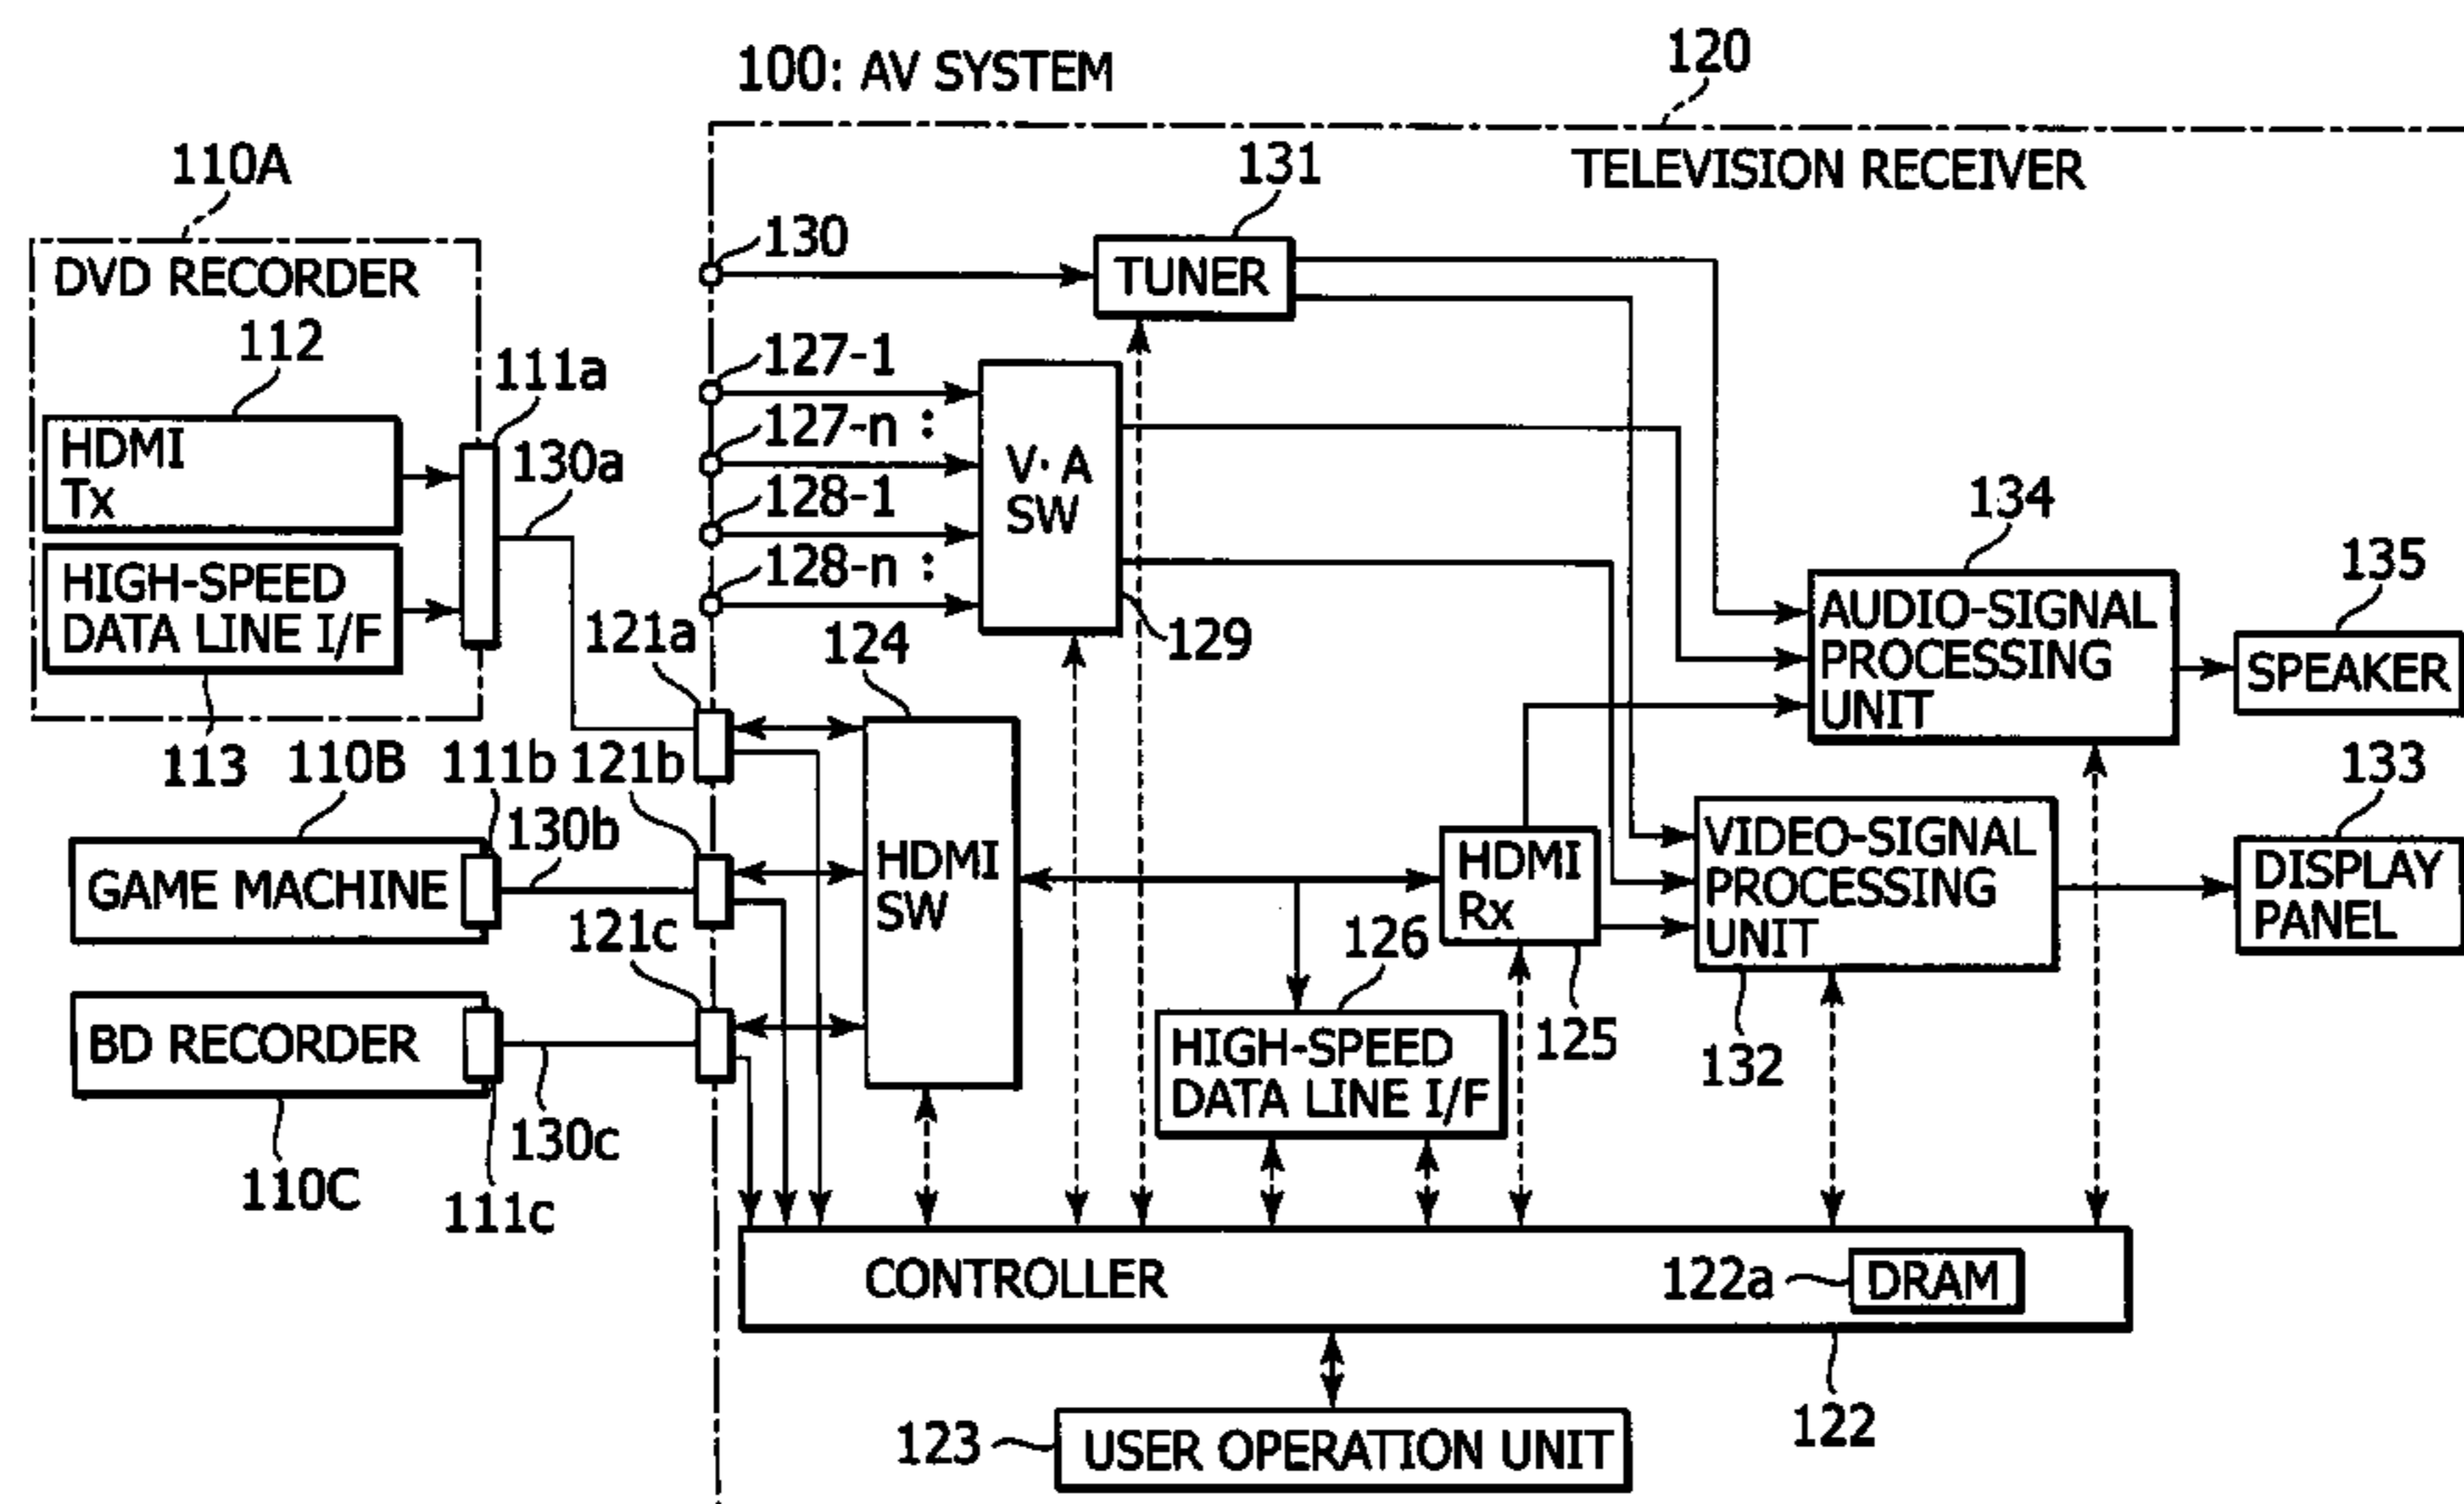 100: AV SYSTEM
120
TELEVISION RECEIVER
110A
DVD RECORDER
112
HDMI
Tx
HIGH-SPEED
DATA LINE I/F
113
111a
130a
130
131
TUNER
127-1
127-n :
128-1
128-n :
V·A
SW
129
121a
124
HDMI
SW
110B
111b
121b
GAME MACHINE
130b
121c
BD RECORDER
110C
111c
130c
134
AUDIO-SIGNAL
PROCESSING
UNIT
135
SPEAKER
133
DISPLAY
PANEL
VIDEO-SIGNAL
PROCESSING
UNIT
132
HDMI
Rx
125
126
HIGH-SPEED
DATA LINE I/F
CONTROLLER
122a
DRAM
122
123
USER OPERATION UNIT